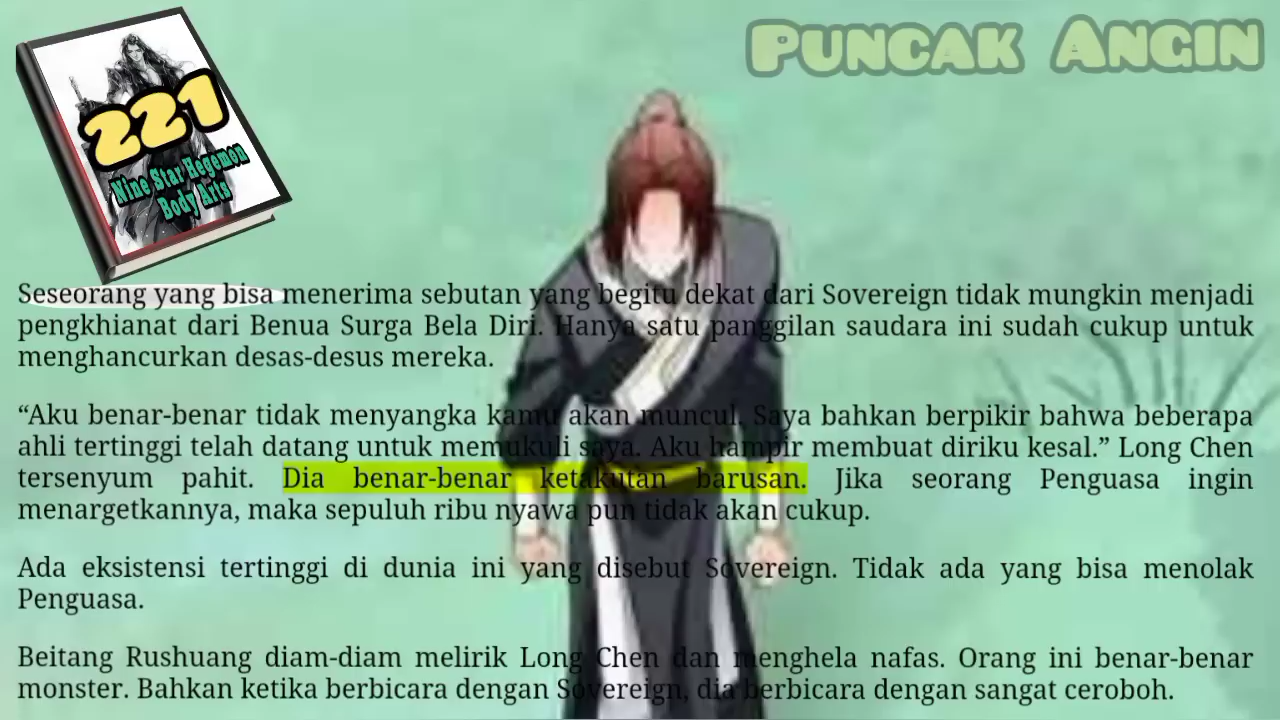 Puncak Angin
221
Nine Star Hegemon
Body Arts
Seseorang yang bisa menerima sebutan yang begitu dekat dari Sovereign tidak mungkin menjadi
pengkhianat dari Benua Surga Bela Diri. Hanya satu panggilan saudara ini sudah cukup untuk
menghancurkan desas-desus mereka.
“Aku benar-benar tidak menyangka kamu akan muncul. Saya bahkan berpikir bahwa beberapa
ahli tertinggi telah datang untuk memukuli saya. Aku hampir membuat diriku kesal.” Long Chen
tersenyum pahit. Dia benar-benar ketakutan barusan. Jika seorang Penguasa ingin
menargetkannya, maka sepuluh ribu nyawa pun tidak akan cukup.
Ada eksistensi tertinggi di dunia ini yang disebut Sovereign. Tidak ada yang bisa menolak
Penguasa.
Beitang Rushuang diam-diam melirik Long Chen dan menghela nafas. Orang ini benar-benar
monster. Bahkan ketika berbicara dengan Sovereign, dia berbicara dengan sangat ceroboh.